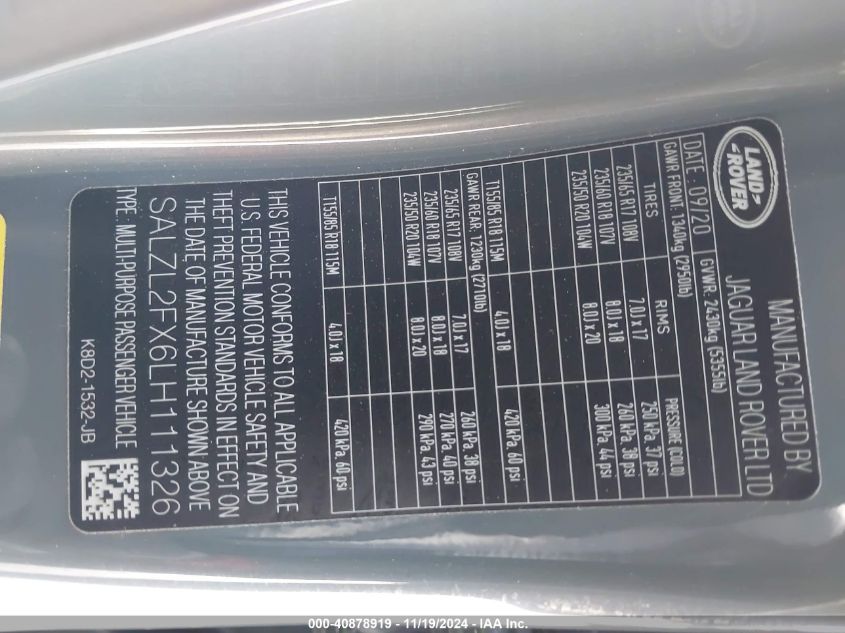 LAND
ROVER
MANUFACTURED BY
JAGUAR LAND ROVER LTD
DATE 09/20 GVWR: 2430kg (5355lb)
GAWR FRONT: 1340kg (2950lb)
TIRES RIMS PRESSURE (COLD)
235/65 R17 108V 7.0J x 17 250 kPa, 37 psi
235/60 R18 107V 8.0J x 18 260 kPa, 38 psi
235/50 R20 104W 8.0J x 20 300 kPa, 44 psi
T155/85 R18 115M 4.0J x 18 420 kPa, 60 psi
GAWR REAR: 1230kg (2710lb)
235/65 R17 108V 7.0J x 17 260 kPa, 38 psi
235/60 R18 107V 8.0J x 18 270 kPa, 40 psi
235/50 R20 104W 8.0J x 20 290 kPa, 43 psi
T155/85 R18 115M 4.0J x 18 420 kPa, 60 psi
THIS VEHICLE CONFORMS TO ALL APPLICABLE
U.S. FEDERAL MOTOR VEHICLE SAFETY AND
THEFT PREVENTION STANDARDS IN EFFECT ON
THE DATE OF MANUFACTURE SHOWN ABOVE
SALZL2FX6LH111326
TYPE: MULTI-PURPOSE PASSENGER VEHICLE
K8D2-1532-JB
000-40878919 - 11/19/2024 - IAA Inc.